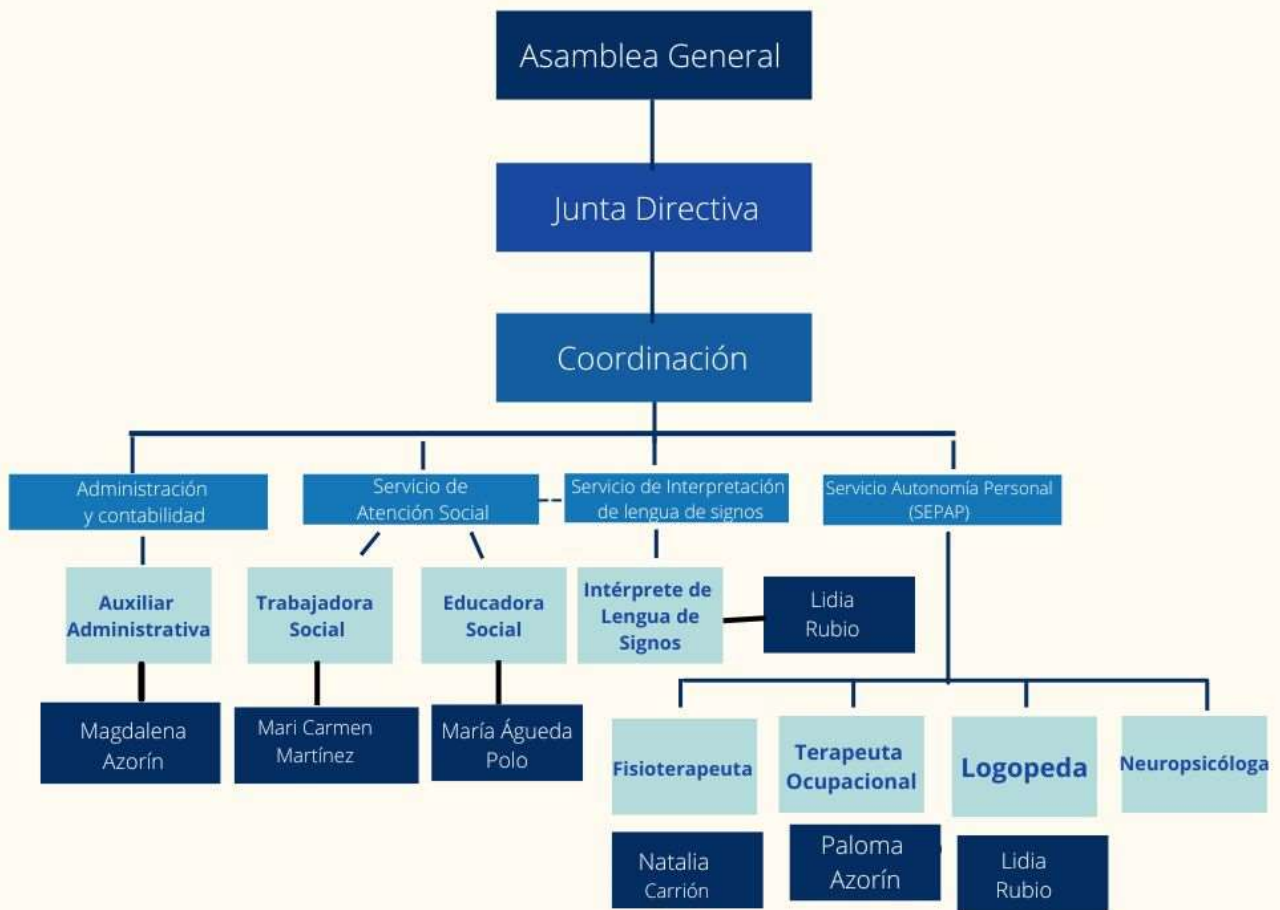 Asamblea General
Junta Directiva
Coordinación
Administración
y contabilidad
Servicio de
Atención Social
Servicio de Interpretación
de lengua de signos
Servicio Autonomía Personal
(SEPAP)
Auxiliar
Administrativa
Trabajadora
Social
Educadora
Social
Intérprete de
Lengua de
Signos
Lidia
Rubio
Magdalena
Azorín
Mari Carmen
Martínez
María Águeda
Polo
Fisioterapeuta
Terapeuta
Ocupacional
Logopeda
Neuropsicóloga
Natalia
Carrión
Paloma
Azorín
Lidia
Rubio